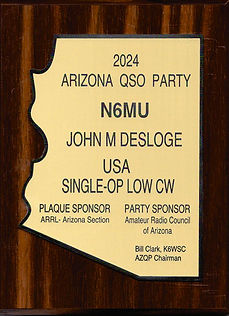 2024
ARIZONA QSO PARTY
N6MU
JOHN M DESLOGE
USA
SINGLE-OP LOW CW
PLAQUE SPONSOR
ARRL- Arizona Section
PARTY SPONSOR
Amateur Radio Council
of Arizona
Bill Clark, K6WSC
AZQP Chairman